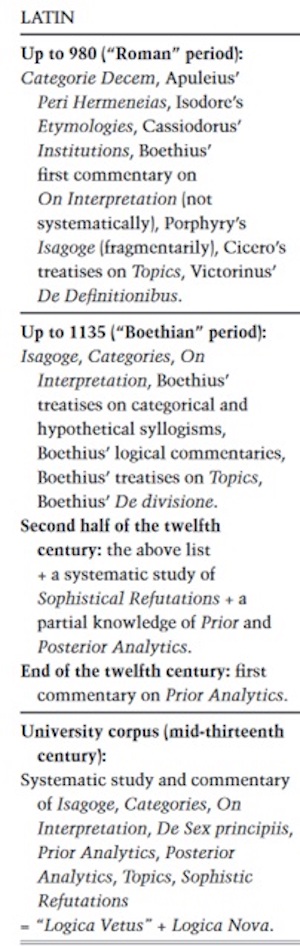 LATIN
Up to 980 (“Roman” period):
Categorie Decem, Apuleius’
Peri Hermeneias, Isodore’s
Etymologies, Cassiodorus’
Institutions, Boethius’
first commentary on
On Interpretation (not
systematically), Porphyry’s
Isagoge (fragmentarily), Cicero’s
treatises on Topics, Victorinus’
De Definitionibus.
Up to 1135 (“Boethian” period):
Isagoge, Categories, On
Interpretation, Boethius’
treatises on categorical and
hypothetical syllogisms,
Boethius’ logical commentaries,
Boethius’ treatises on Topics,
Boethius’ De divisione.
Second half of the twelfth
century: the above list
+ a systematic study of
Sophistical Refutations + a
partial knowledge of Prior and
Posterior Analytics.
End of the twelfth century: first
commentary on Prior Analytics.
University corpus (mid-thirteenth
century):
Systematic study and commentary
of Isagoge, Categories, On
Interpretation, De Sex principiis,
Prior Analytics, Posterior
Analytics, Topics, Sophistic
Refutations
= “Logica Vetus” + Logica Nova.